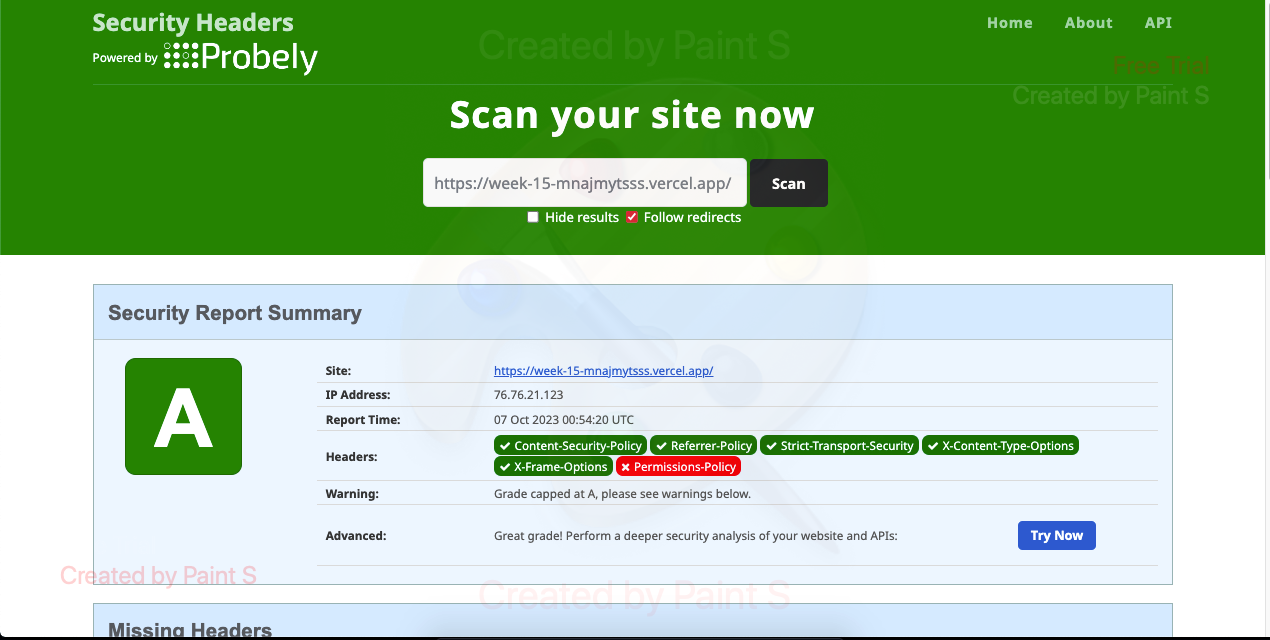 Security Headers
Home About API
Powered by Probely
Created by Paint S
Free Trial
Created by Paint S
Scan your site now
https://week-15-mnajmytsss.vercel.app/ Scan
Hide results Follow redirects
Security Report Summary
A
Site: https://week-15-mnajmytsss.vercel.app/
IP Address: 76.76.21.123
Report Time: 07 Oct 2023 00:54:20 UTC
Headers: Content-Security-Policy Referrer-Policy Strict-Transport-Security X-Content-Type-Options
X-Frame-Options Permissions-Policy
Warning: Grade capped at A, please see warnings below.
Advanced: Great grade! Perform a deeper security analysis of your website and APIs: Try Now
Created by Paint S
Created by Paint S
Missing Headers